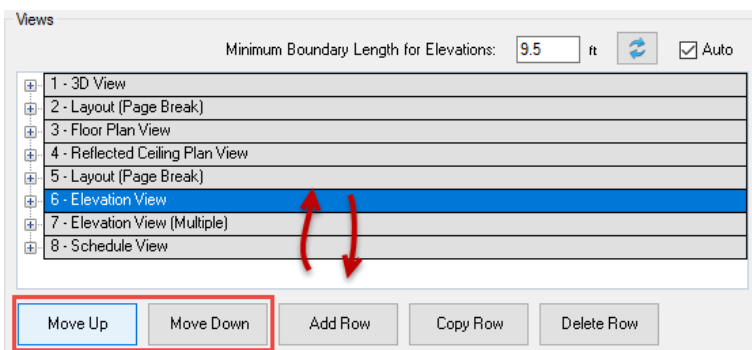 Views
Minimum Boundary Length for Elevations: 9.5 ft Auto
1 - 3D View
2 - Layout (Page Break)
3 - Floor Plan View
4 - Reflected Ceiling Plan View
5 - Layout (Page Break)
6 - Elevation View
7 - Elevation View (Multiple)
8 - Schedule View
Move Up Move Down Add Row Copy Row Delete Row